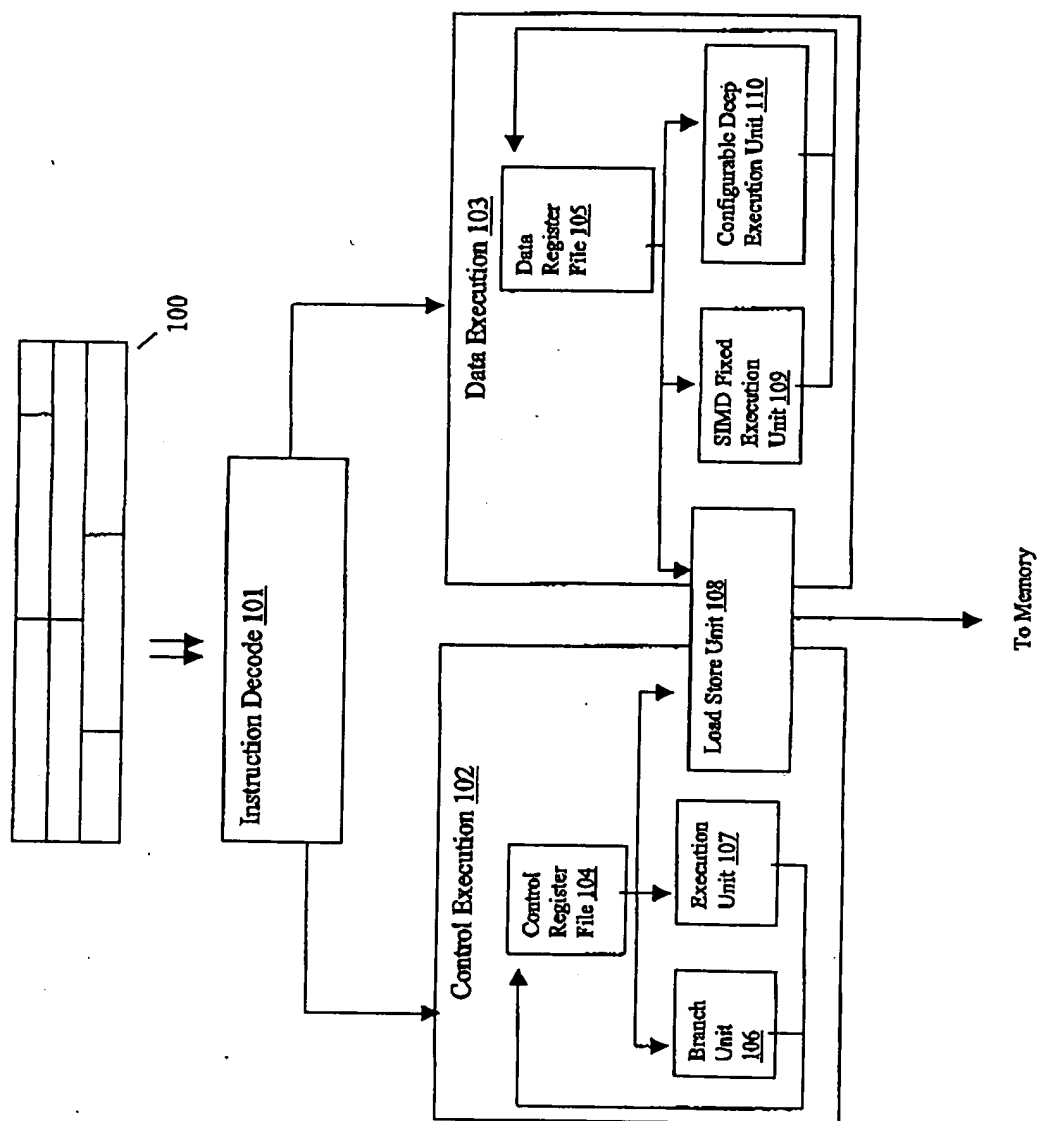 100
Instruction Decode 101
Control Execution 102
Control
Register
File 104
Branch
Unit
106
Execution
Unit 107
Load Store Unit 108
Data Execution 103
Data
Register
File 105
SIMD Fixed
Execution
Unit 109
Configurable Deep
Execution Unit 110
To Memory